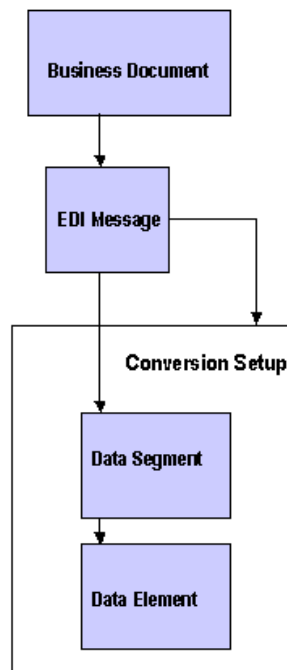 Business Document
EDI Message
Conversion Setup
Data Segment
Data Element